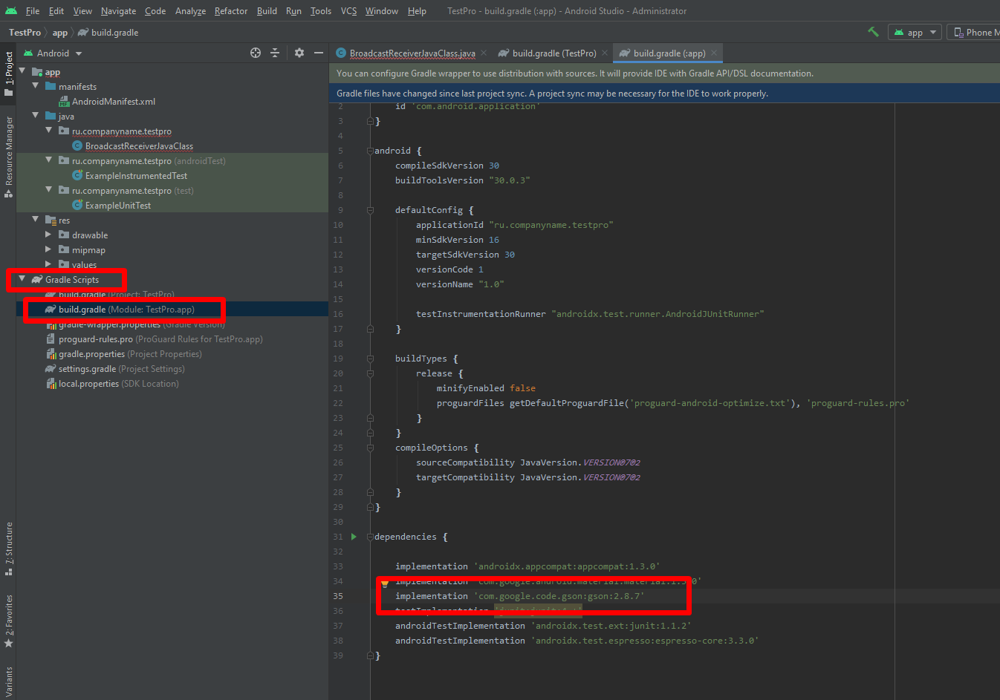 File Edit View Navigate Code Analyze Refactor Build Run Tools VCS Window Help TestPro - build.gradle (:app) - Android Studio - Administrator
TestPro app build.gradle app Phone M
1: Project
Resource Manager
7: Structure
2: Favorites
Variants
Android
app
manifests
AndroidManifest.xml
java
ru.companyname.testpro
BroadcastReceiverJavaClass
ru.companyname.testpro (androidTest)
ExampleInstrumentedTest
ru.companyname.testpro (test)
ExampleUnitTest
res
drawable
mipmap
values
Gradle Scripts
build.gradle (Project: TestPro)
build.gradle (Module: TestPro.app)
gradle-wrapper.properties (Gradle Version)
proguard-rules.pro (ProGuard Rules for TestPro.app)
gradle.properties (Project Properties)
settings.gradle (Project Settings)
local.properties (SDK Location)
BroadcastReceiverJavaClass.java build.gradle (TestPro) build.gradle (:app)
You can configure Gradle wrapper to use distribution with sources. It will provide IDE with Gradle API/DSL documentation.
Gradle files have changed since last project sync. A project sync may be necessary for the IDE to work properly.
2 id 'com.android.application'
3 }
4
5 android {
6 compileSdkVersion 30
7 buildToolsVersion "30.0.3"
8
9 defaultConfig {
10 applicationId "ru.companyname.testpro"
11 minSdkVersion 16
12 targetSdkVersion 30
13 versionCode 1
14 versionName "1.0"
15
16 testInstrumentationRunner "androidx.test.runner.AndroidJUnitRunner"
17 }
18
19 buildTypes {
20 release {
21 minifyEnabled false
22 proguardFiles getDefaultProguardFile('proguard-android-optimize.txt'), 'proguard-rules.pro'
23 }
24 }
25 compileOptions {
26 sourceCompatibility JavaVersion.VERSION0702
27 targetCompatibility JavaVersion.VERSION0702
28 }
29 }
30
31 dependencies {
32
33 implementation 'androidx.appcompat:appcompat:1.3.0'
34 implementation 'com.google.android.material:material:1.3.0'
35 implementation 'com.google.code.gson:gson:2.8.7'
36 testImplementation
37 androidTestImplementation 'androidx.test.ext:junit:1.1.2'
38 androidTestImplementation 'androidx.test.espresso:espresso-core:3.3.0'
39 }